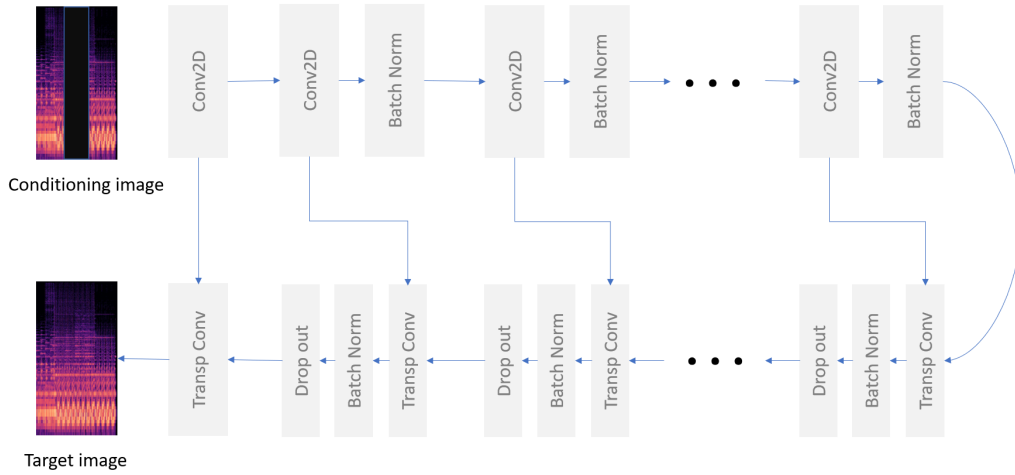 Conv2D
Conv2D
Batch Norm
Conv2D
Batch Norm
Conv2D
Batch Norm
Conditioning image
Transp Conv
Drop out
Batch Norm
Transp Conv
Drop out
Batch Norm
Transp Conv
Drop out
Batch Norm
Transp Conv
Target image